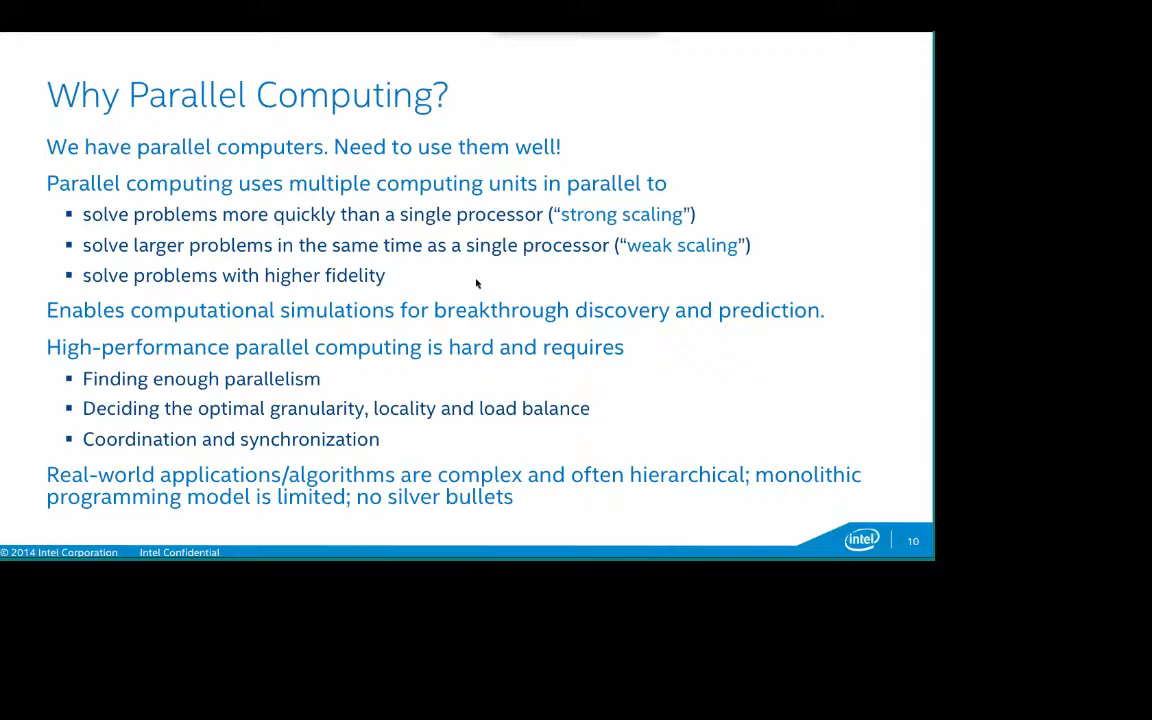 Why Parallel Computing?
We have parallel computers. Need to use them well!
Parallel computing uses multiple computing units in parallel to
▪ solve problems more quickly than a single processor (“strong scaling”)
▪ solve larger problems in the same time as a single processor (“weak scaling”)
▪ solve problems with higher fidelity
Enables computational simulations for breakthrough discovery and prediction.
High-performance parallel computing is hard and requires
▪ Finding enough parallelism
▪ Deciding the optimal granularity, locality and load balance
▪ Coordination and synchronization
Real-world applications/algorithms are complex and often hierarchical; monolithic
programming model is limited; no silver bullets
© 2014 Intel Corporation Intel Confidential
intel 10